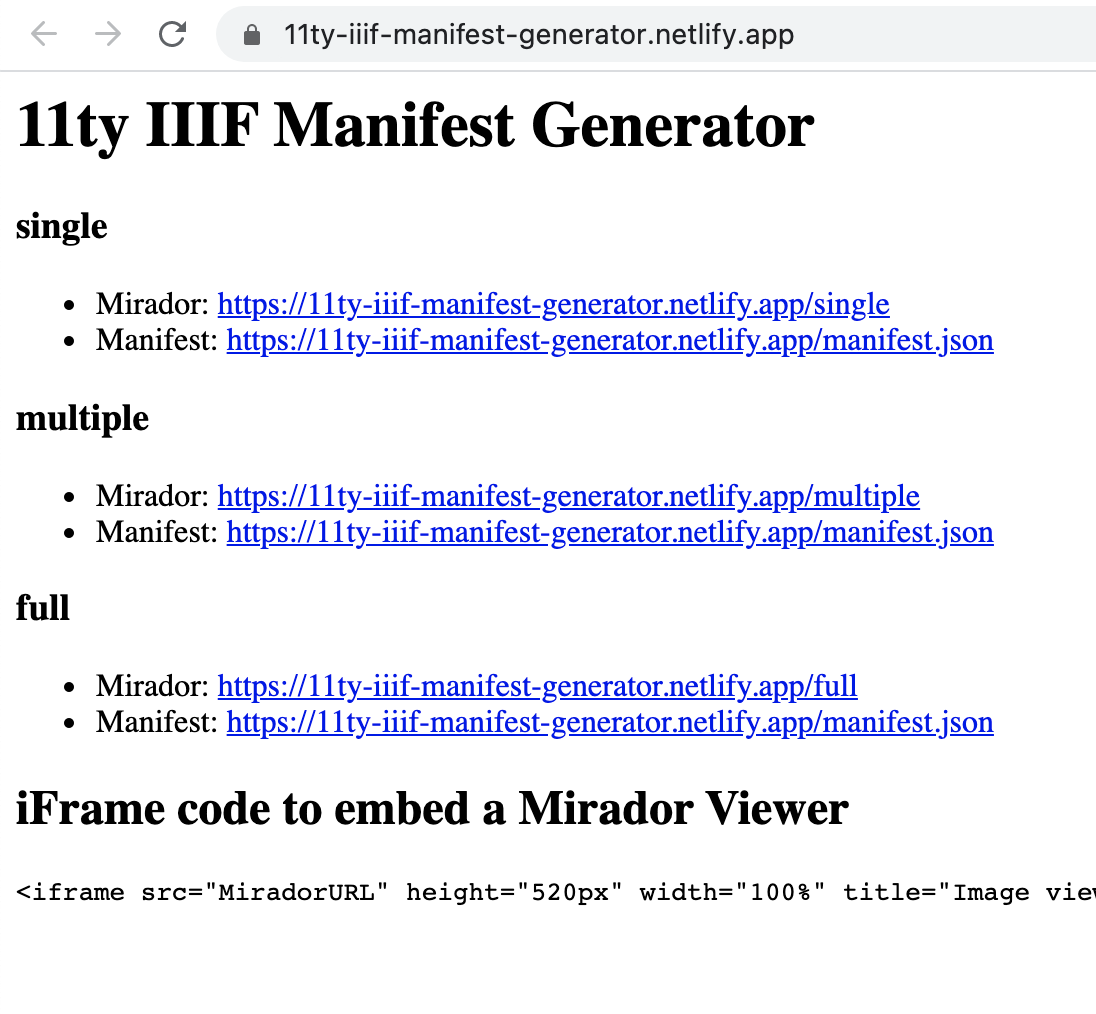 11ty-iiif-manifest-generator.netlify.app
11ty IIIF Manifest Generator
single
• Mirador: https://11ty-iiif-manifest-generator.netlify.app/single
• Manifest: https://11ty-iiif-manifest-generator.netlify.app/manifest.json
multiple
• Mirador: https://11ty-iiif-manifest-generator.netlify.app/multiple
• Manifest: https://11ty-iiif-manifest-generator.netlify.app/manifest.json
full
• Mirador: https://11ty-iiif-manifest-generator.netlify.app/full
• Manifest: https://11ty-iiif-manifest-generator.netlify.app/manifest.json
iFrame code to embed a Mirador Viewer
<iframe src="MiradorURL" height="520px" width="100%" title="Image